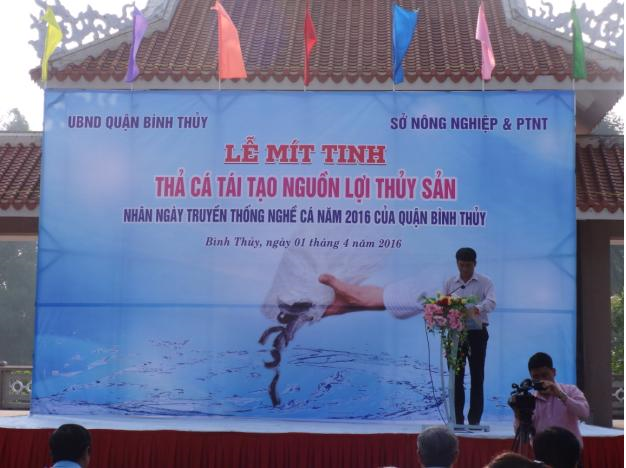 UBND QUẬN BÌNH THỦY
SỞ NÔNG NGHIỆP & PTNT
LỄ MÍT TINH
THẢ CÁ TÁI TẠO NGUỒN LỢI THỦY SẢN
NHÂN NGÀY TRUYỀN THỐNG NGHỀ CÁ NĂM 2016 CỦA QUẬN BÌNH THỦY
Bình Thủy, ngày 01 tháng 4 năm 2016